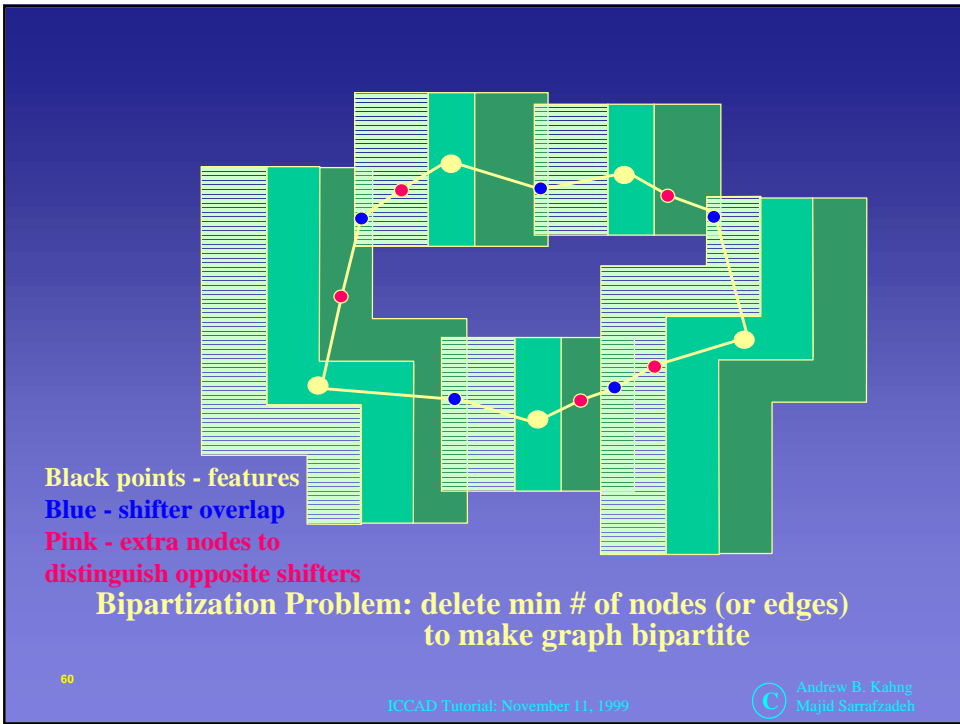 Black points - features
Blue - shifter overlap
Pink - extra nodes to
distinguish opposite shifters
Bipartization Problem: delete min # of nodes (or edges)
to make graph bipartite
60
ICCAD Tutorial: November 11, 1999
C
Andrew B. Kahng
Majid Sarrafzadeh